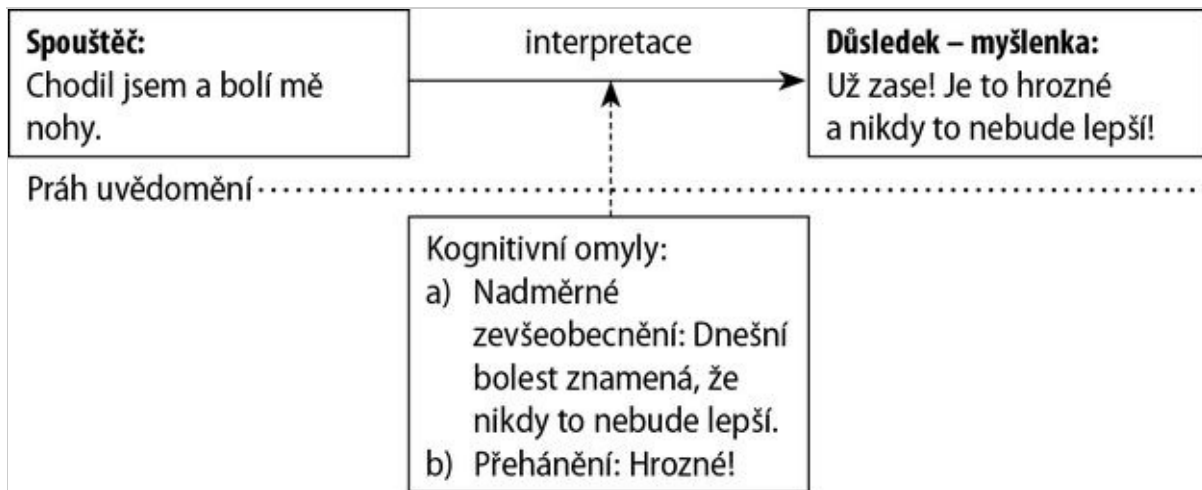 Spouštěč:
Chodil jsem a bolí mě
nohy.
interpretace
Důsledek – myšlenka:
Už zase! Je to hrozné
a nikdy to nebude lepší!
Práh uvědomění
Kognitivní omyly:
a) Nadměrné
zevšeobecnění: Dnešní
bolest znamená, že
nikdy to nebude lepší.
b) Přehánění: Hrozné!